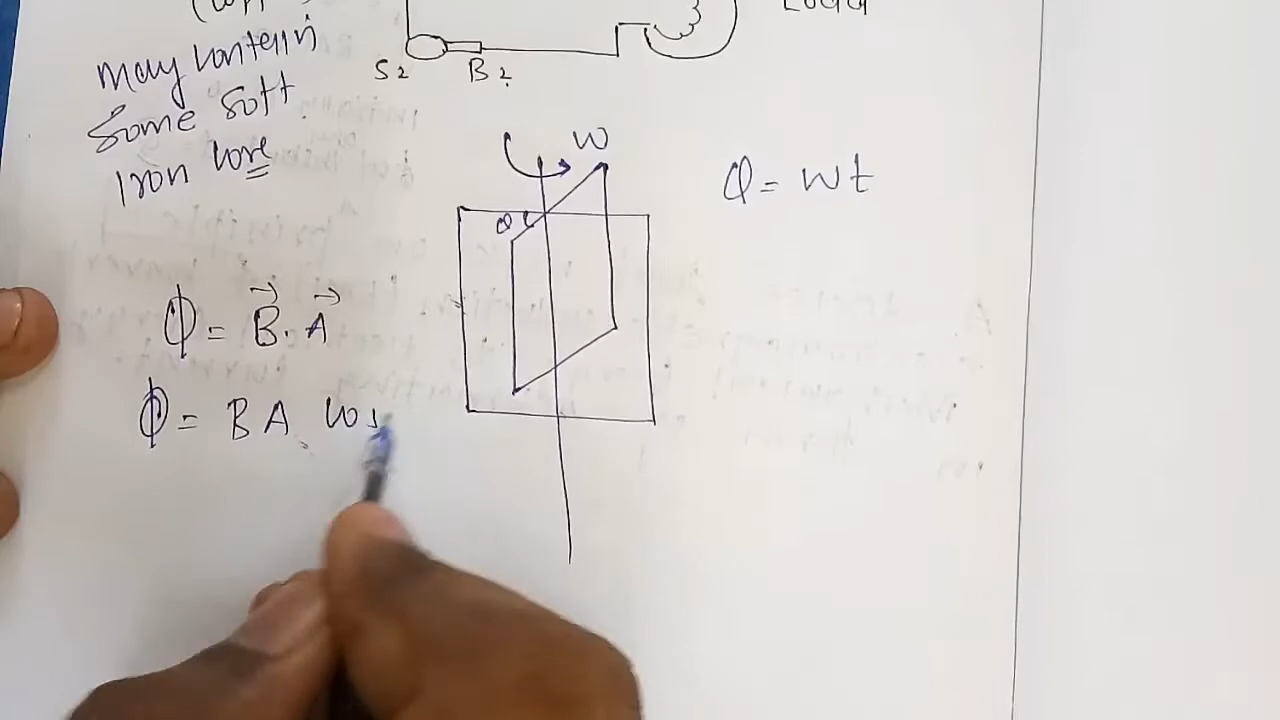 may contain
some soft
Iron core
S2 B2
Load
W
θ
θ = wt
ϕ = B⃗ . A⃗
ϕ = BA cos